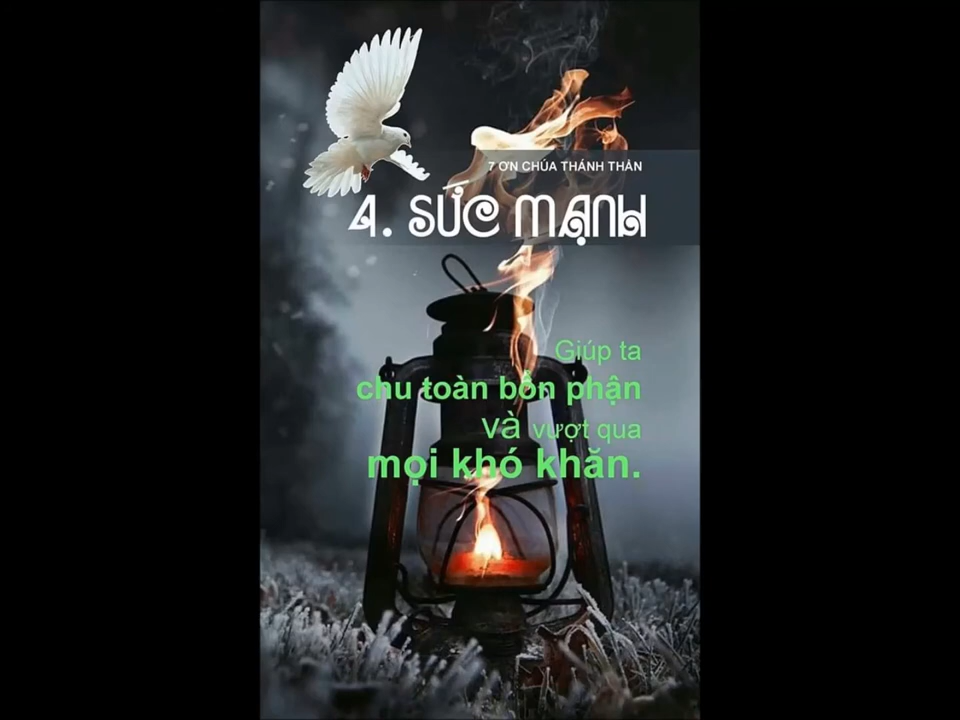 7 ƠN CHÚA THÁNH THẦN
4. SỨC MẠNH
Giúp ta
chu toàn bổn phận
và vượt qua
mọi khó khăn.